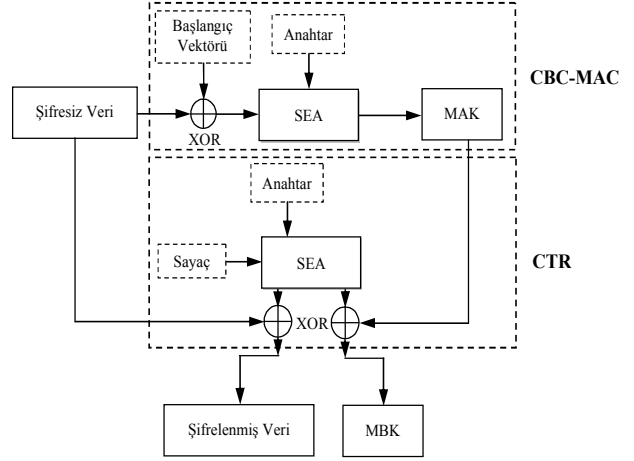 Başlangıç
Vektörü
Anahtar
CBC-MAC
Şifresiz Veri
SEA
MAK
XOR
Anahtar
Sayaç
SEA
CTR
XOR
Şifrelenmiş Veri
MBK